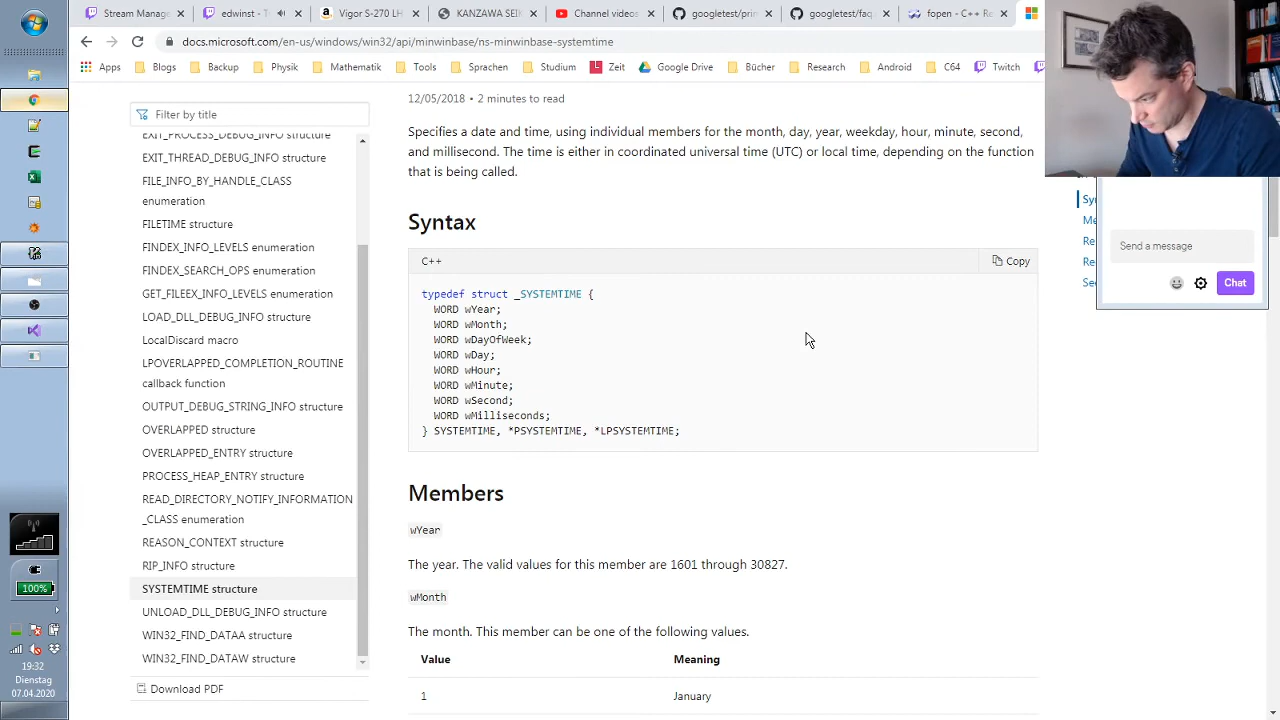 Stream Manage
edwinst - T
Vigor S-270 LH
KANZAWA SEI
Channel videos
googletest/prim
googletest/faq
fopen - C++ Re
docs.microsoft.com/en-us/windows/win32/api/minwinbase/ns-minwinbase-systemtime
Apps
Blogs
Backup
Physik
Mathematik
Tools
Sprachen
Studium
Zeit
Google Drive
Bücher
Research
Android
C64
Twitch
Filter by title
EXIT_PROCESS_DEBUG_INFO structure
EXIT_THREAD_DEBUG_INFO structure
FILE_INFO_BY_HANDLE_CLASS
enumeration
FILETIME structure
FINDEX_INFO_LEVELS enumeration
FINDEX_SEARCH_OPS enumeration
GET_FILEEX_INFO_LEVELS enumeration
LOAD_DLL_DEBUG_INFO structure
LocalDiscard macro
LPOVERLAPPED_COMPLETION_ROUTINE
callback function
OUTPUT_DEBUG_STRING_INFO structure
OVERLAPPED structure
OVERLAPPED_ENTRY structure
PROCESS_HEAP_ENTRY structure
READ_DIRECTORY_NOTIFY_INFORMATION
_CLASS enumeration
REASON_CONTEXT structure
RIP_INFO structure
SYSTEMTIME structure
UNLOAD_DLL_DEBUG_INFO structure
WIN32_FIND_DATAA structure
WIN32_FIND_DATAW structure
Download PDF
12/05/2018 • 2 minutes to read
Specifies a date and time, using individual members for the month, day, year, weekday, hour, minute, second,
and millisecond. The time is either in coordinated universal time (UTC) or local time, depending on the function
that is being called.
Syntax
C++
Copy
typedef struct _SYSTEMTIME {
WORD wYear;
WORD wMonth;
WORD wDayOfWeek;
WORD wDay;
WORD wHour;
WORD wMinute;
WORD wSecond;
WORD wMilliseconds;
} SYSTEMTIME, *PSYSTEMTIME, *LPSYSTEMTIME;
Members
wYear
The year. The valid values for this member are 1601 through 30827.
wMonth
The month. This member can be one of the following values.
Value Meaning
1 January
Sy
Me
Re
Re
Se
Send a message
Chat
100%
19:32
Dienstag
07.04.2020